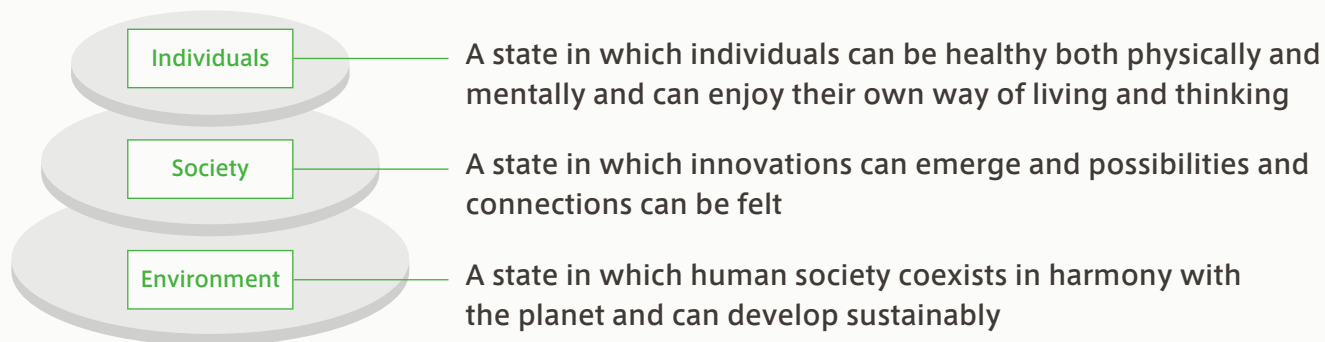 Individuals
A state in which individuals can be healthy both physically and
mentally and can enjoy their own way of living and thinking
Society
A state in which innovations can emerge and possibilities and
connections can be felt
Environment
A state in which human society coexists in harmony with
the planet and can develop sustainably